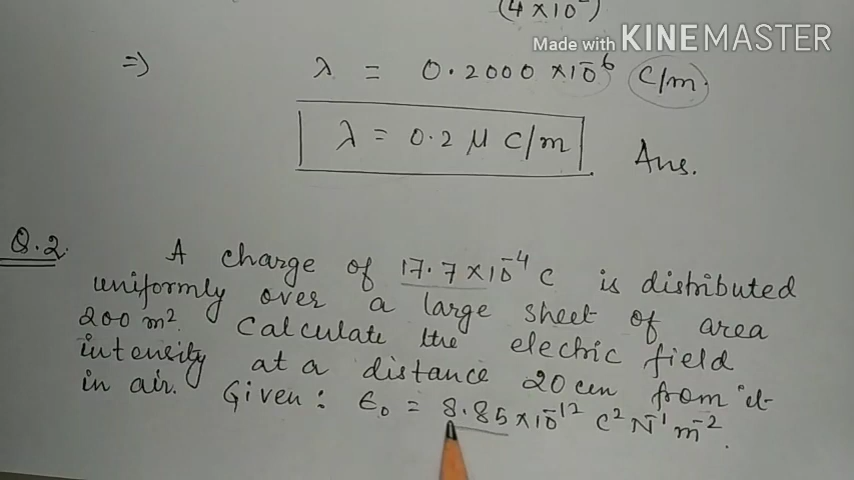 (4×10
Made with KINEMASTER
⇒ λ = 0.2000 ×10⁻⁶ C/m.
λ = 0.2 μ C/m Ans.
Q.2. A charge of 17.7×10⁻⁴ C is distributed
uniformly over a large sheet of area
200 m². Calculate the electric field
intensity at a distance 20 cm from it
in air. Given : ϵ₀ = 8.85×10⁻¹² C² N⁻¹ m⁻².